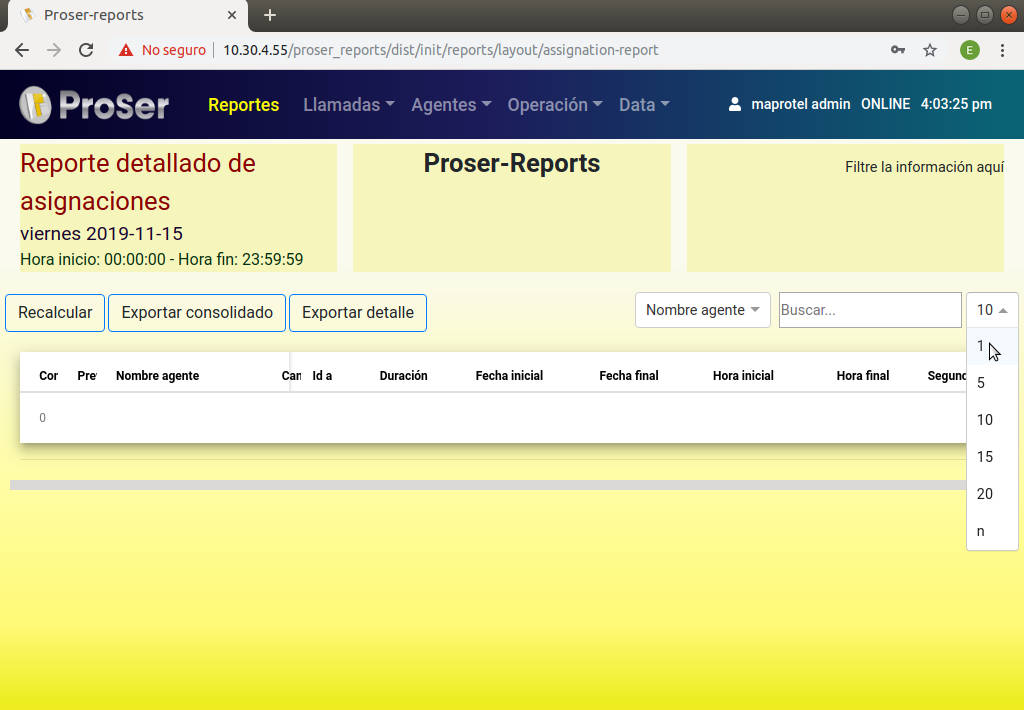 Proser-reports
No seguro
10.30.4.55/proser_reports/dist/init/reports/layout/assignation-report
E
ProSer
Reportes
Llamadas
Agentes
Operación
Data
maprotel admin
ONLINE
4:03:25 pm
Reporte detallado de
asignaciones
viernes 2019-11-15
Hora inicio: 00:00:00 - Hora fin: 23:59:59
Proser-Reports
Filtre la información aquí
Recalcular
Exportar consolidado
Exportar detalle
Nombre agente
Buscar...
10
1
5
10
15
20
n
Nombre agente
Id a
Duración
Fecha inicial
Fecha final
Hora inicial
Hora final
0